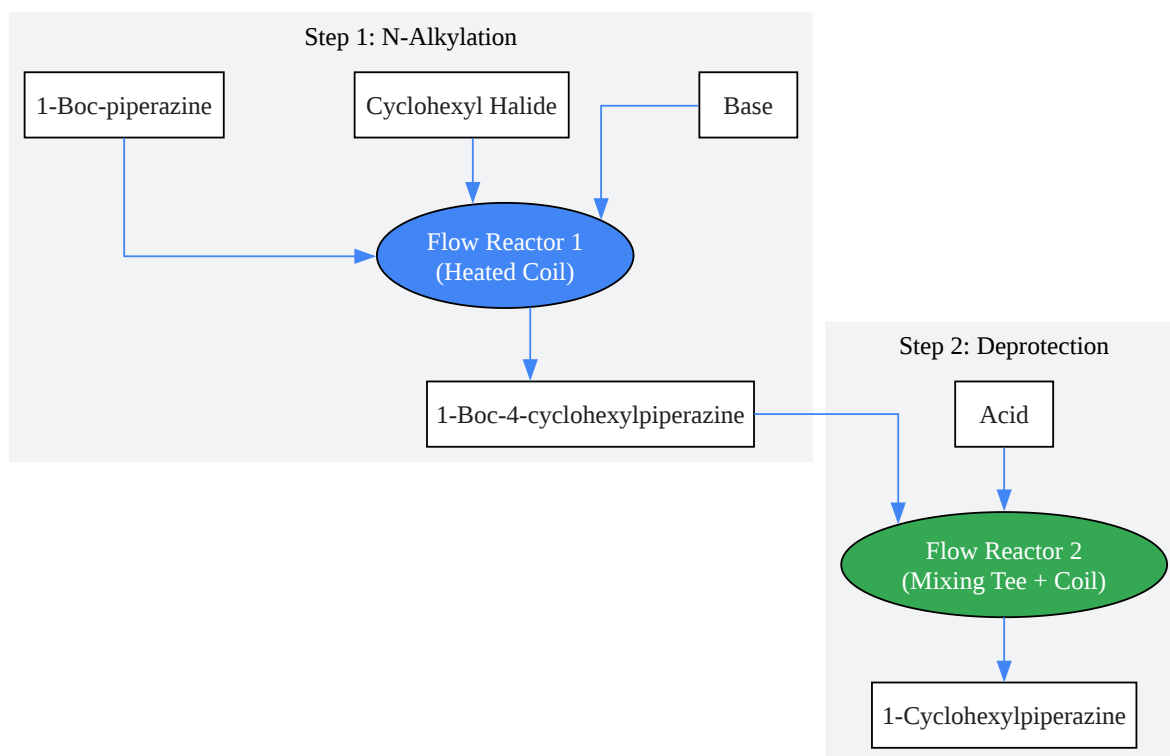 Step 1: N-Alkylation
1-Boc-piperazine
Cyclohexyl Halide
Base
Flow Reactor 1
(Heated Coil)
1-Boc-4-cyclohexylpiperazine
Step 2: Deprotection
Acid
Flow Reactor 2
(Mixing Tee + Coil)
1-Cyclohexylpiperazine